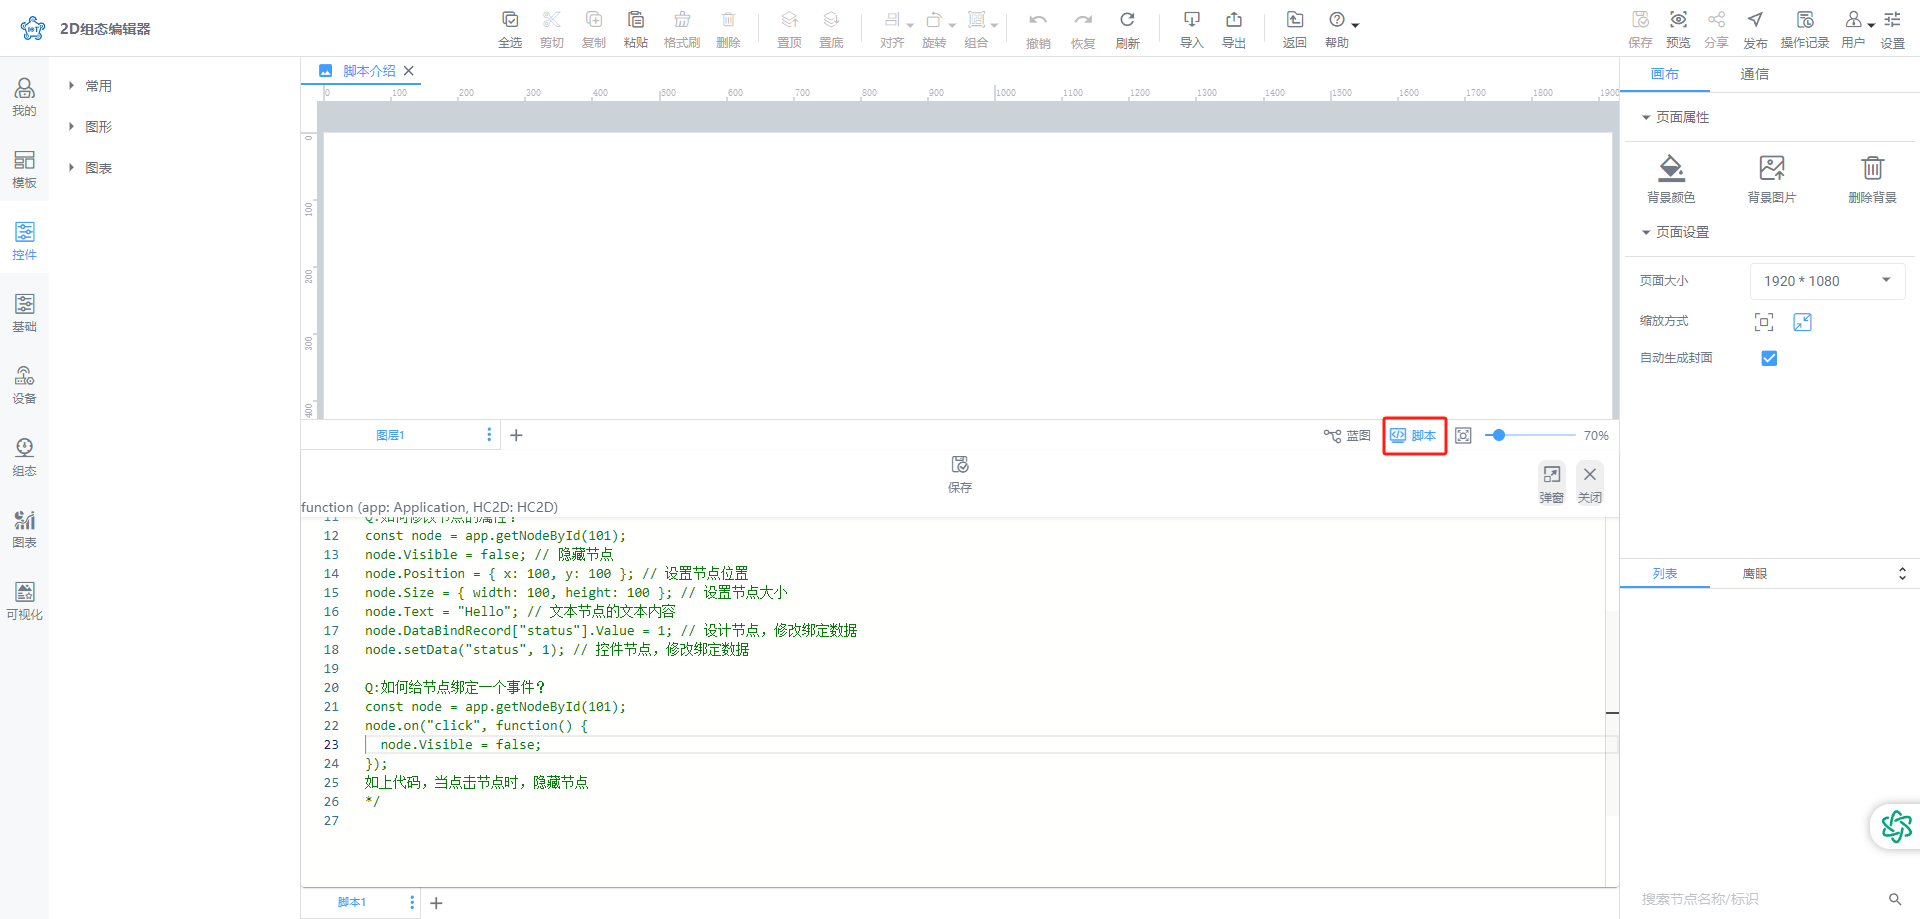 2D组态编辑器
全选 剪切 复制 粘贴 格式刷 删除 置顶 置底 对齐 旋转 组合 撤销 恢复 刷新 导入 导出 返回 帮助
保存 预览 分享 发布 操作记录 用户 设置
我的
模板
控件
基础
设备
组态
图表
可视化
常用
图形
图表
脚本介绍
0 100 200 300 400 500 600 700 800 900 1000 1100 1200 1300 1400 1500 1600 1700 1800 1900
0
100
200
300
400
图层1
蓝图 脚本 70%
保存
弹窗 关闭
function (app: Application, HC2D: HC2D)
11 Q:如何修改节点的属性?
12 const node = app.getNodeById(101);
13 node.Visible = false; // 隐藏节点
14 node.Position = { x: 100, y: 100 }; // 设置节点位置
15 node.Size = { width: 100, height: 100 }; // 设置节点大小
16 node.Text = "Hello"; // 文本节点的文本内容
17 node.DataBindRecord["status"].Value = 1; // 设计节点，修改绑定数据
18 node.setData("status", 1); // 控件节点，修改绑定数据
19
20 Q:如何给节点绑定一个事件?
21 const node = app.getNodeById(101);
22 node.on("click", function() {
23 node.Visible = false;
24 });
25 如上代码，当点击节点时，隐藏节点
26 */
27
脚本1
画布 通信
页面属性
背景颜色 背景图片 删除背景
页面设置
页面大小 1920 * 1080
缩放方式
自动生成封面
列表 鹰眼
搜索节点名称/标识